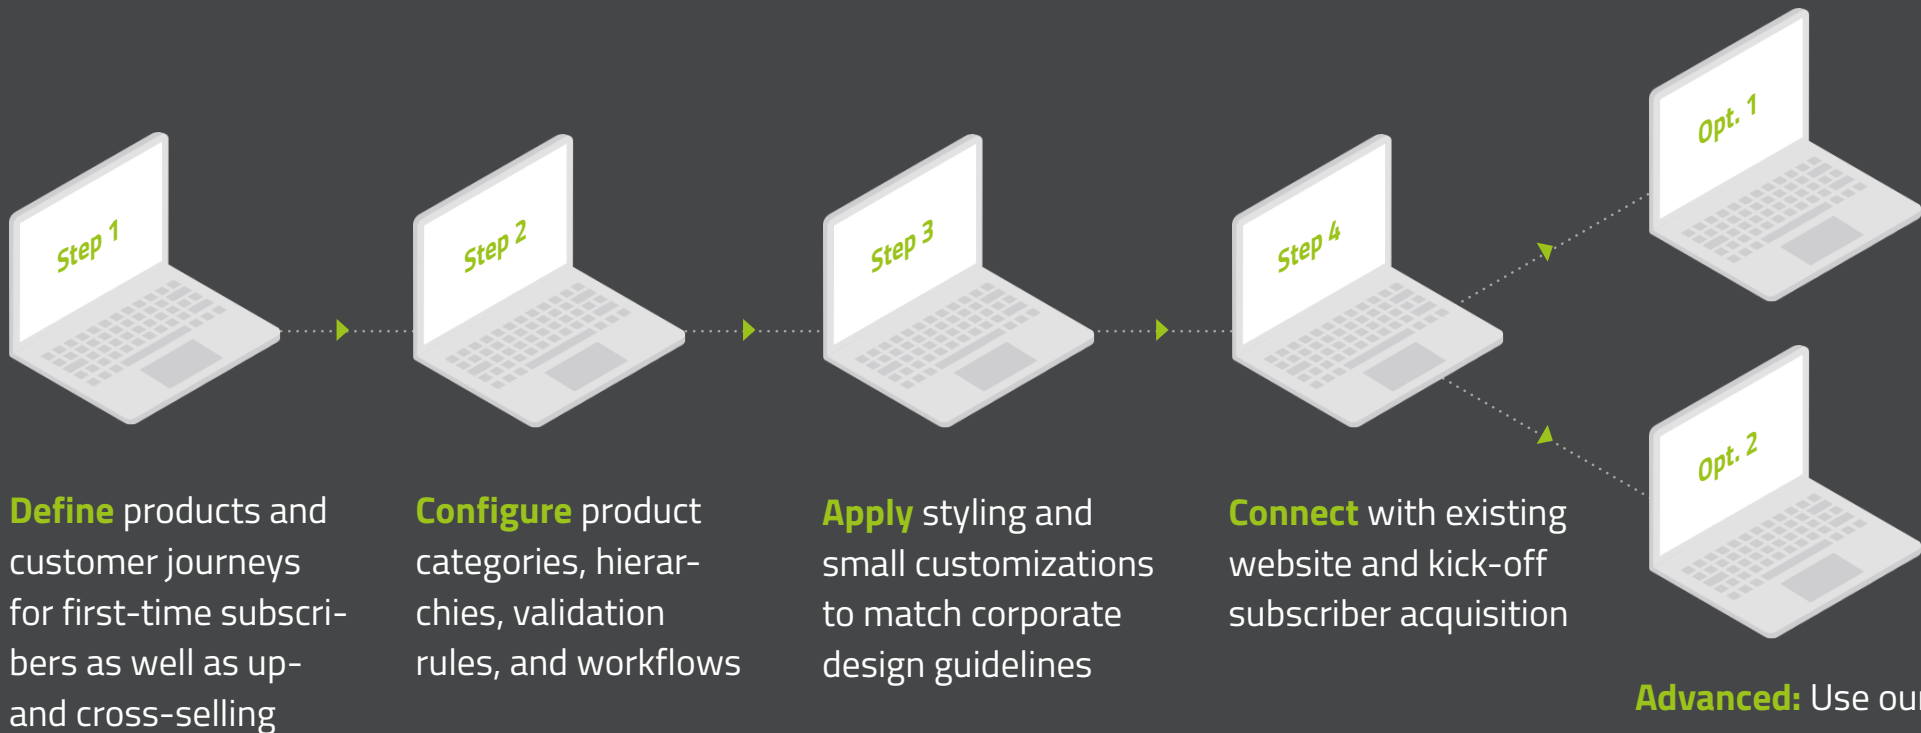 Step 1
Step 2
Step 3
Step 4
Opt. 1
Opt. 2
Define products and
customer journeys
for first-time subscri-
bers as well as up-
and cross-selling
Configure product
categories, hierar-
chies, validation
rules, and workflows
Apply styling and
small customizations
to match corporate
design guidelines
Connect with existing
website and kick-off
subscriber acquisition
Advanced: Use our